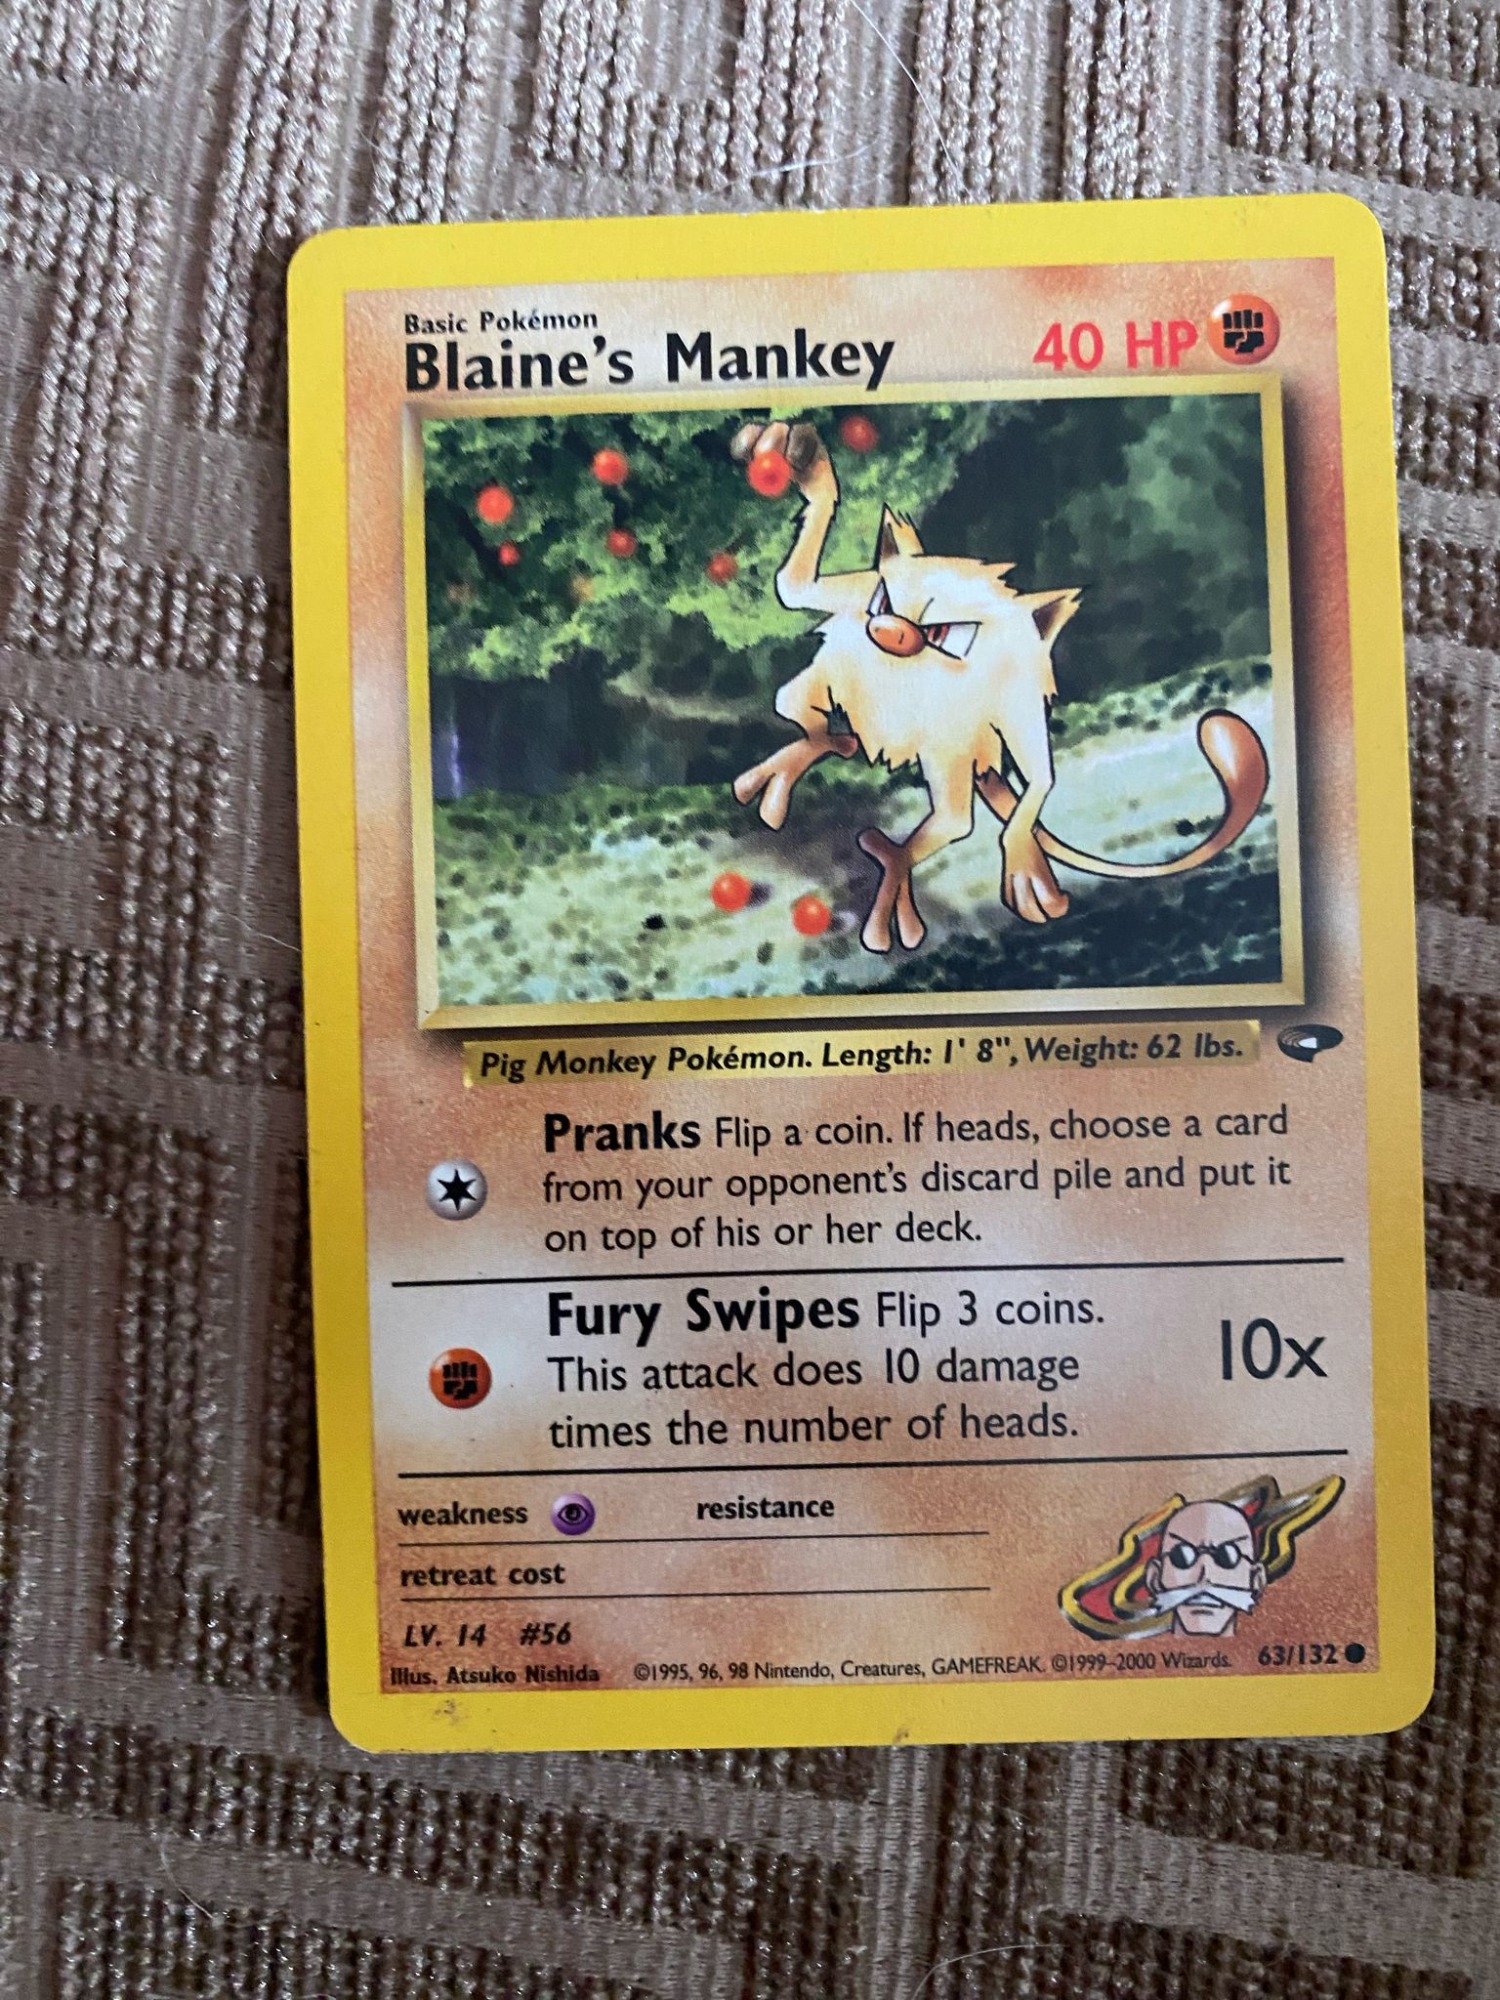 Basic Pokémon
Blaine's Mankey 40 HP
Pig Monkey Pokémon. Length: 1' 8", Weight: 62 lbs.
Pranks Flip a coin. If heads, choose a card
from your opponent's discard pile and put it
on top of his or her deck.
Fury Swipes Flip 3 coins.
This attack does 10 damage
times the number of heads.
10x
weakness resistance
retreat cost
LV. 14 #56
Illus. Atsuko Nishida ©1995, 96, 98 Nintendo, Creatures, GAMEFREAK. ©1999-2000 Wizards. 63/132